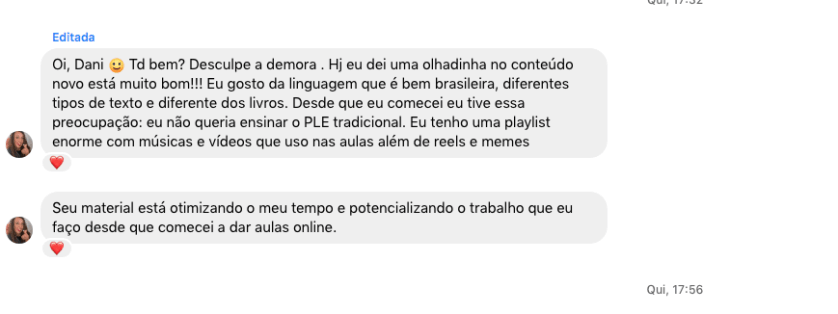 Qui, 17:32
Editada
Oi, Dani 😉 Td bem? Desculpe a demora . Hj eu dei uma olhadinha no conteúdo
novo está muito bom!!! Eu gosto da linguagem que é bem brasileira, diferentes
tipos de texto e diferente dos livros. Desde que eu comecei eu tive essa
preocupação: eu não queria ensinar o PLE tradicional. Eu tenho uma playlist
enorme com músicas e vídeos que uso nas aulas além de reels e memes
Seu material está otimizando o meu tempo e potencializando o trabalho que eu
faço desde que comecei a dar aulas online.
Qui, 17:56